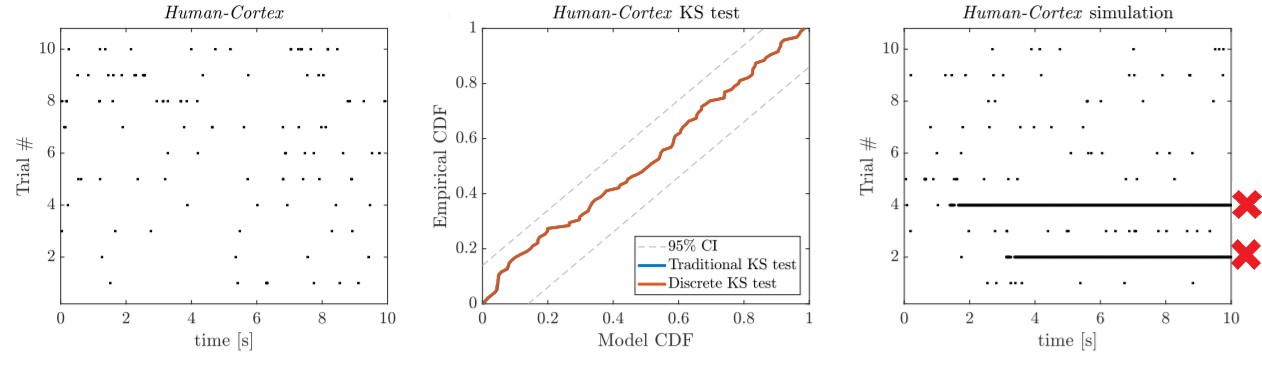 Human-Cortex
Trial #
10
8
6
4
2
0 2 4 6 8 10
time [s]
Human-Cortex KS test
Empirical CDF
1
0.8
0.6
0.4
0.2
0
95% CI
Traditional KS test
Discrete KS test
0 0.2 0.4 0.6 0.8 1
Model CDF
Human-Cortex simulation
Trial #
10
8
6
4
2
0 2 4 6 8 10
time [s]